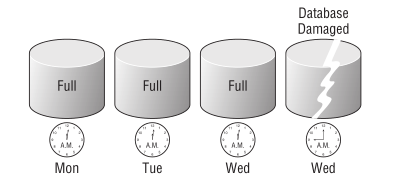 Database
Damaged
Full
Full
Full
A.M.
A.M.
A.M.
A.M.
Mon
Tue
Wed
Wed